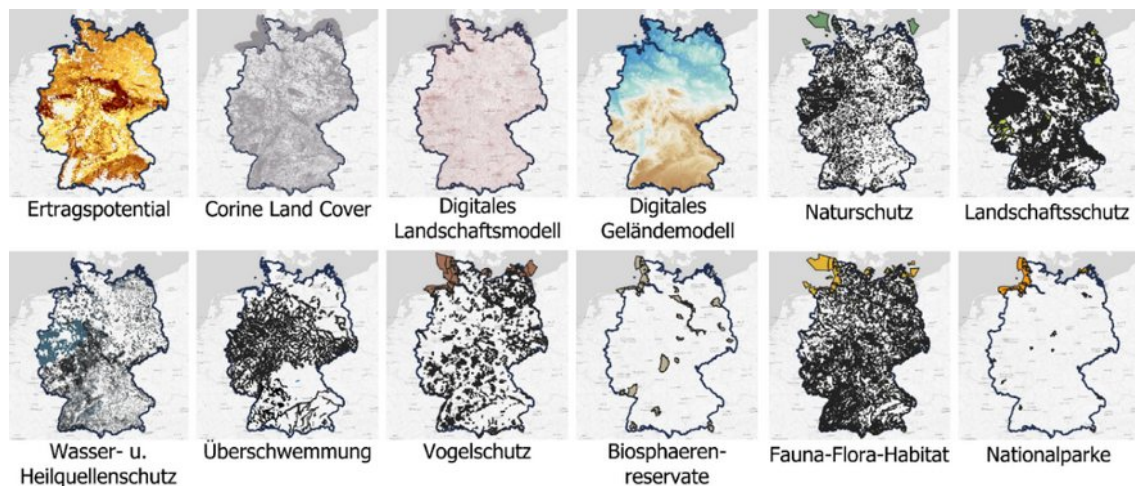 Ertragspotential
Corine Land Cover
Digitales
Landschaftsmodell
Digitales
Geländemodell
Naturschutz
Landschaftsschutz
Wasser- u.
Heilquellenschutz
Überschwemmung
Vogelschutz
Biosphaeren-
reservate
Fauna-Flora-Habitat
Nationalparke